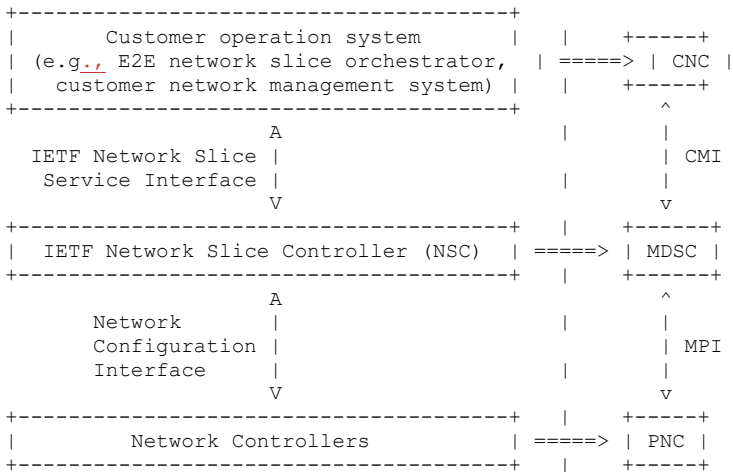 +---------------------------------------+
|       Customer operation system       |   |    +-----+
| (e.g., E2E network slice orchestrator,  | =====> | CNC |
|   customer network management system) |   |    +-----+
+---------------------------------------+              ^
                    A                       |       |
 IETF Network Slice |                               | CMI
  Service Interface |                       |       |
                    V                               v
+---------------------------------------+   |    +------+
|  IETF Network Slice Controller (NSC)  | =====> | MDSC |
+---------------------------------------+   |    +------+
                    A                               ^
      Network       |                       |       |
      Configuration |                               | MPI
      Interface     |                       |       |
                    V                               v
+---------------------------------------+   |    +-----+
|         Network Controllers           | =====> | PNC |
+---------------------------------------+   |    +-----+